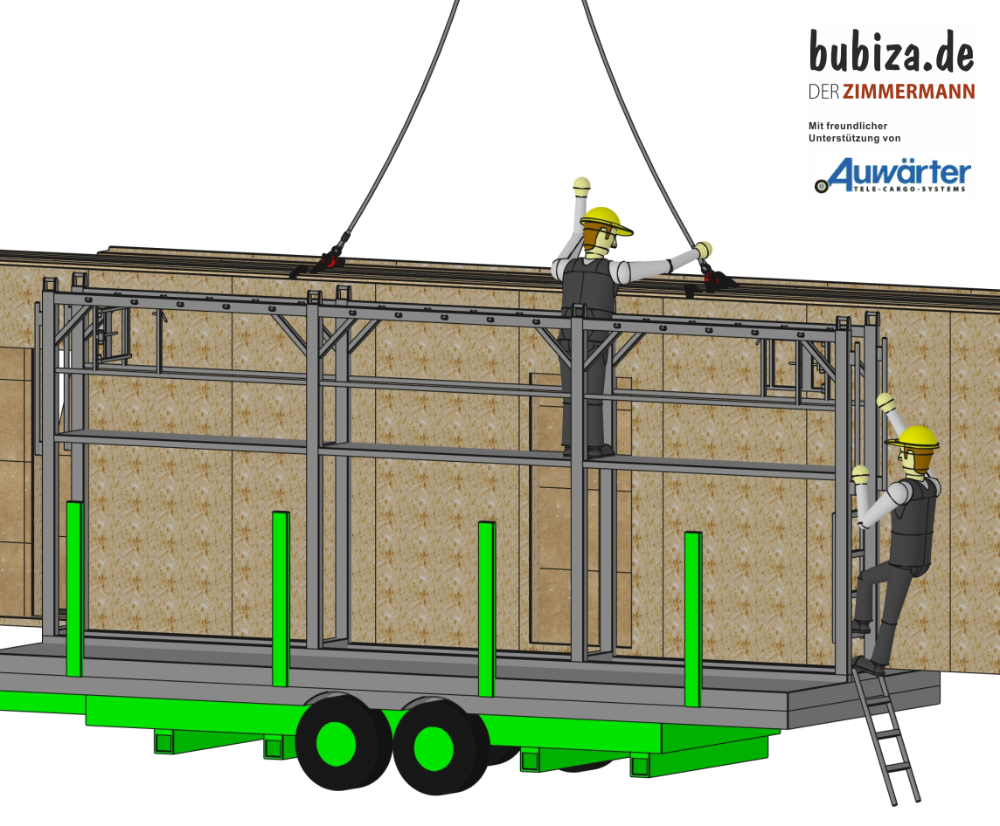 bubiza.de
DER ZIMMERMANN
Mit freundlicher
Unterstützung von
Auwärter
TELE-CARGO-SYSTEMS